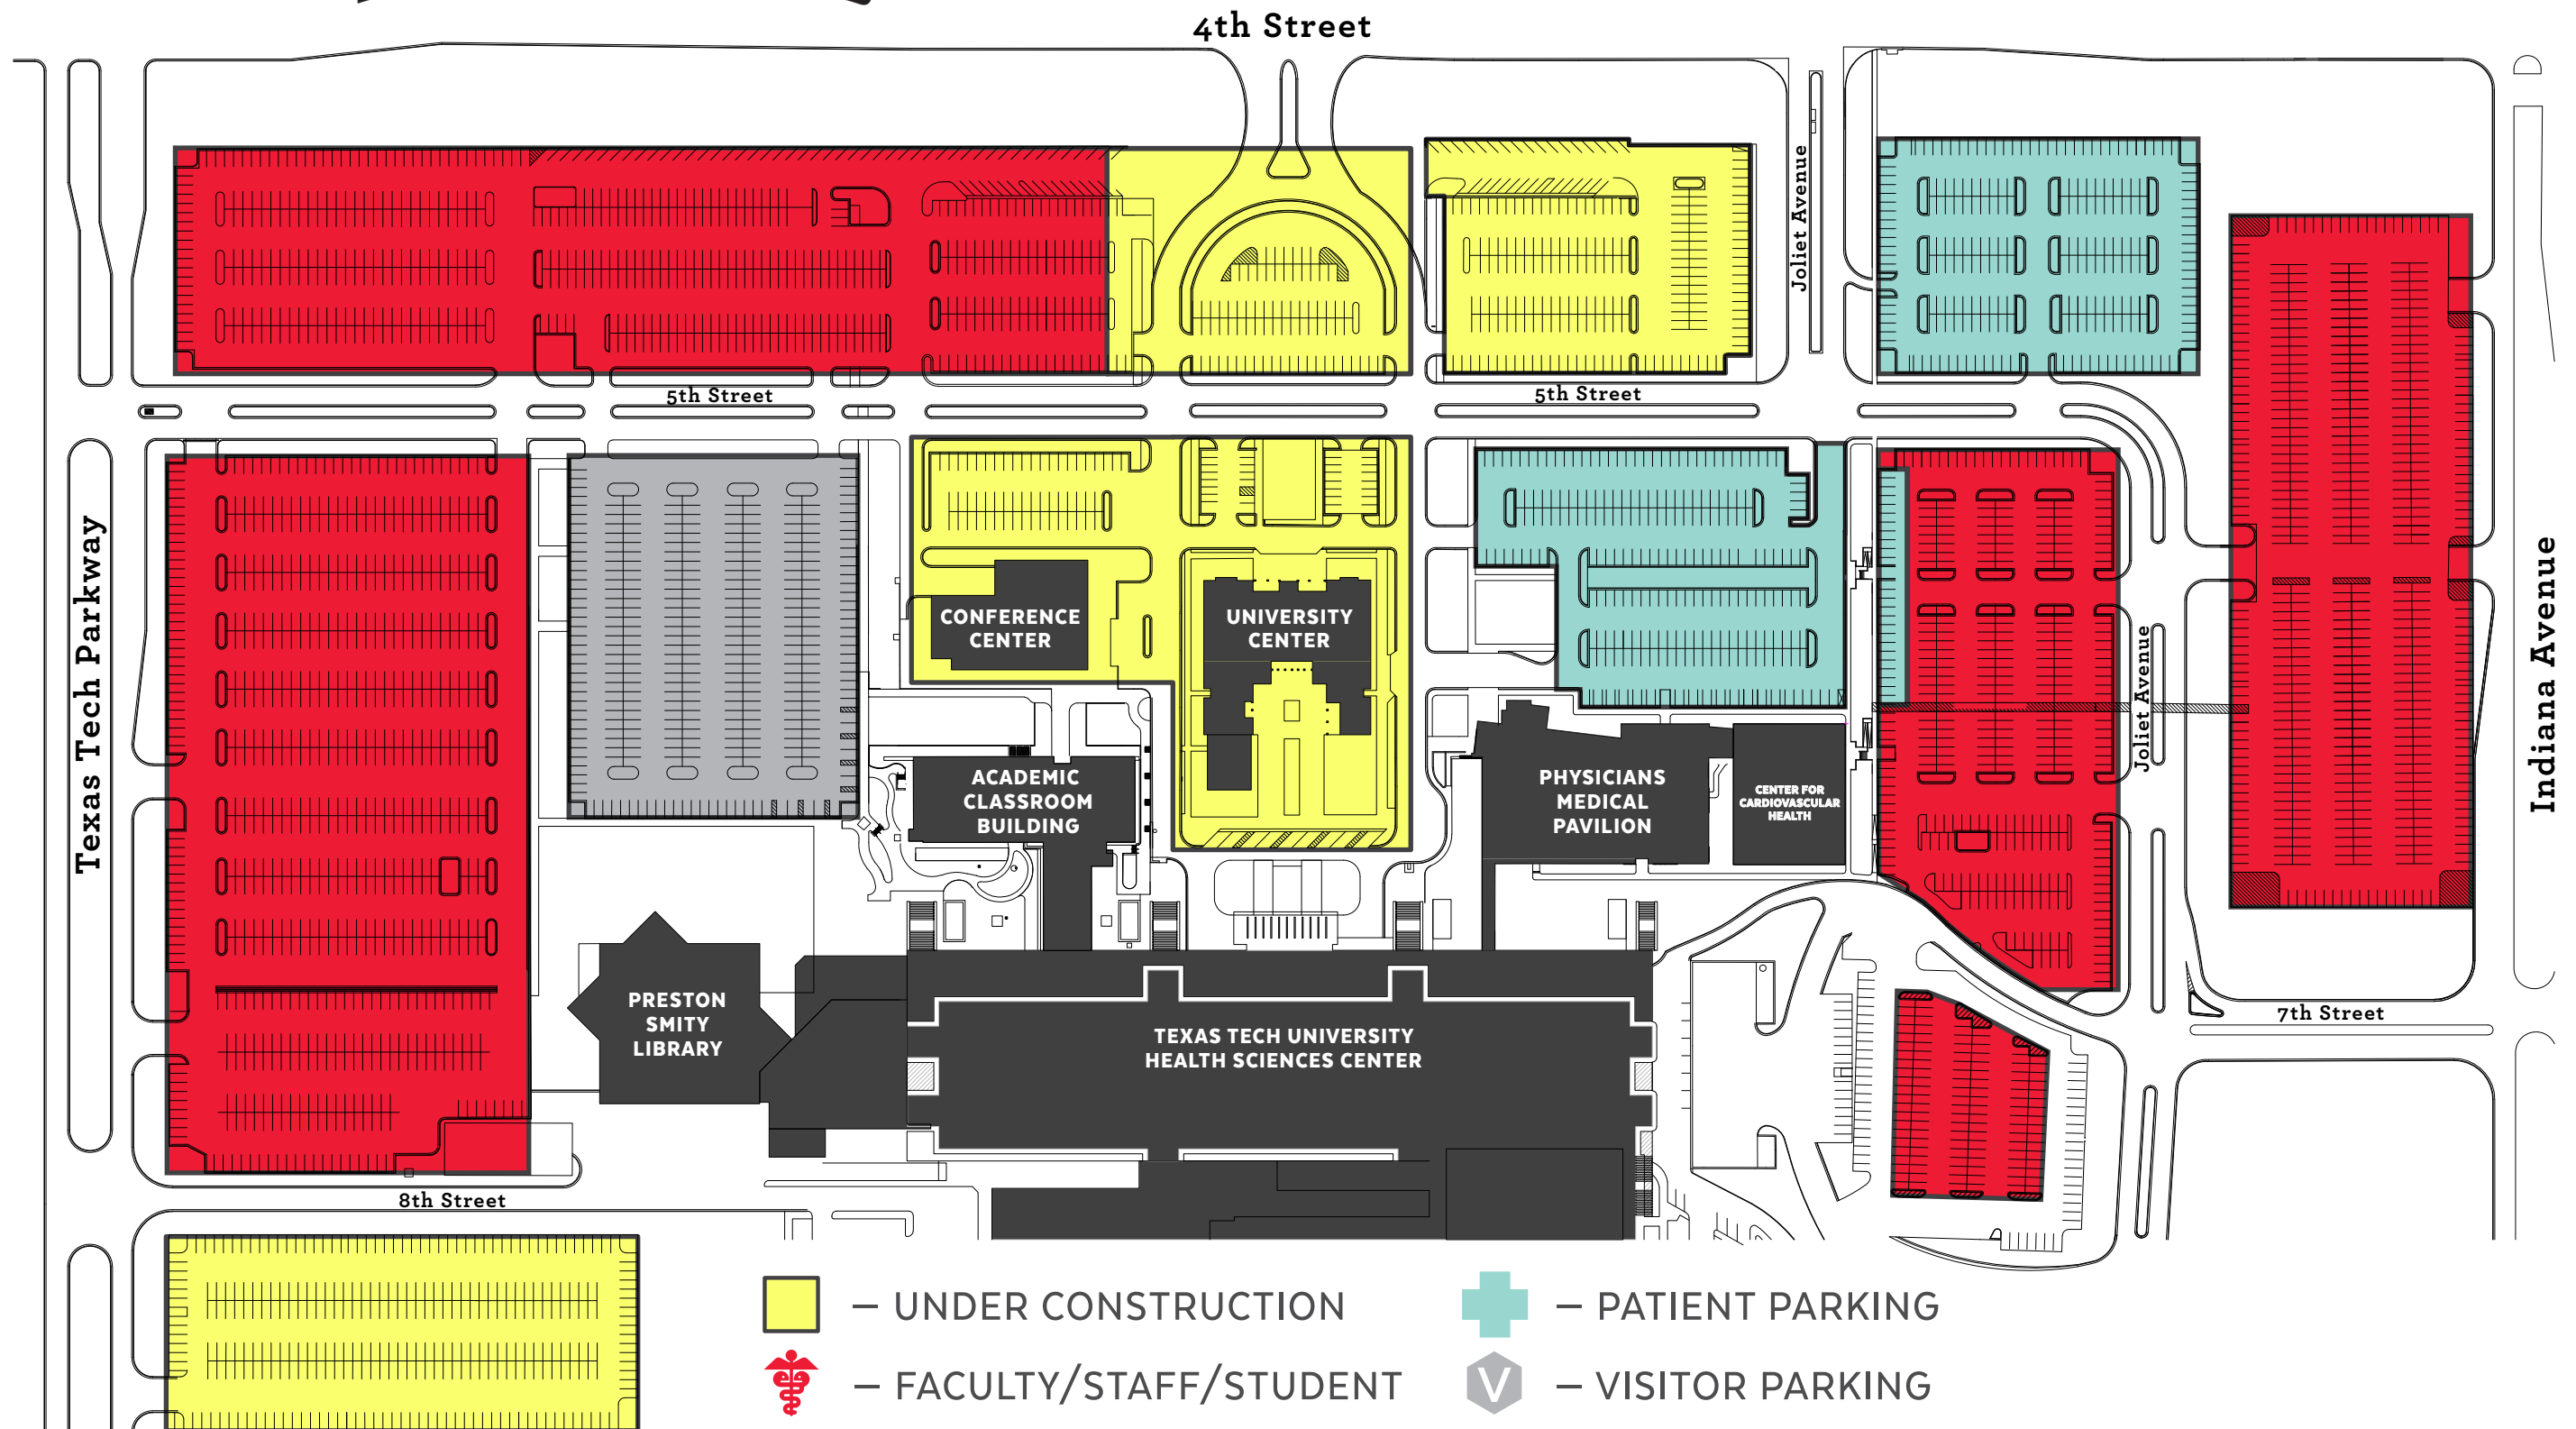 4th Street
Joliet Avenue
5th Street
5th Street
Texas Tech Parkway
CONFERENCE
CENTER
UNIVERSITY
CENTER
Indiana Avenue
Joliet Avenue
ACADEMIC
CLASSROOM
BUILDING
PHYSICIANS
MEDICAL
PAVILION
CENTER FOR
CARDIOVASCULAR
HEALTH
PRESTON
SMITY
LIBRARY
TEXAS TECH UNIVERSITY
HEALTH SCIENCES CENTER
7th Street
8th Street
– UNDER CONSTRUCTION
– PATIENT PARKING
– FACULTY/STAFF/STUDENT
V – VISITOR PARKING